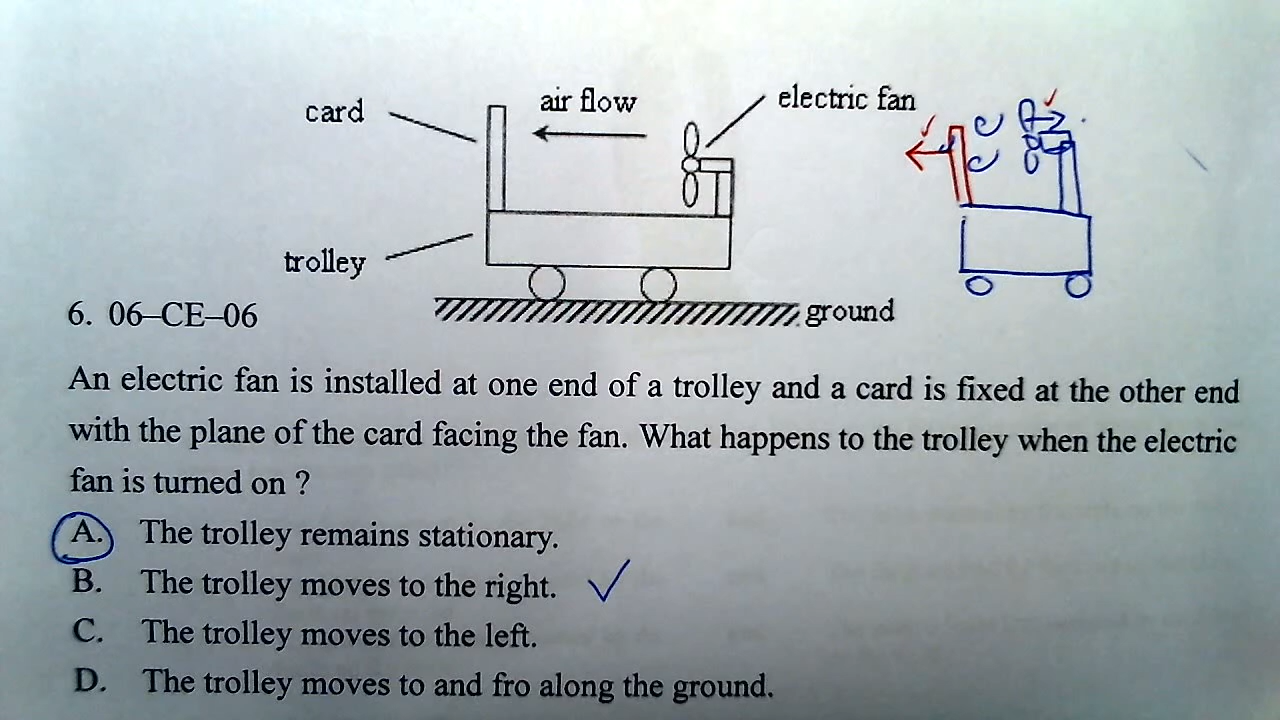 card
air flow
electric fan
trolley
6. 06–CE–06
ground
An electric fan is installed at one end of a trolley and a card is fixed at the other end
with the plane of the card facing the fan. What happens to the trolley when the electric
fan is turned on ?
A. The trolley remains stationary.
B. The trolley moves to the right.
C. The trolley moves to the left.
D. The trolley moves to and fro along the ground.